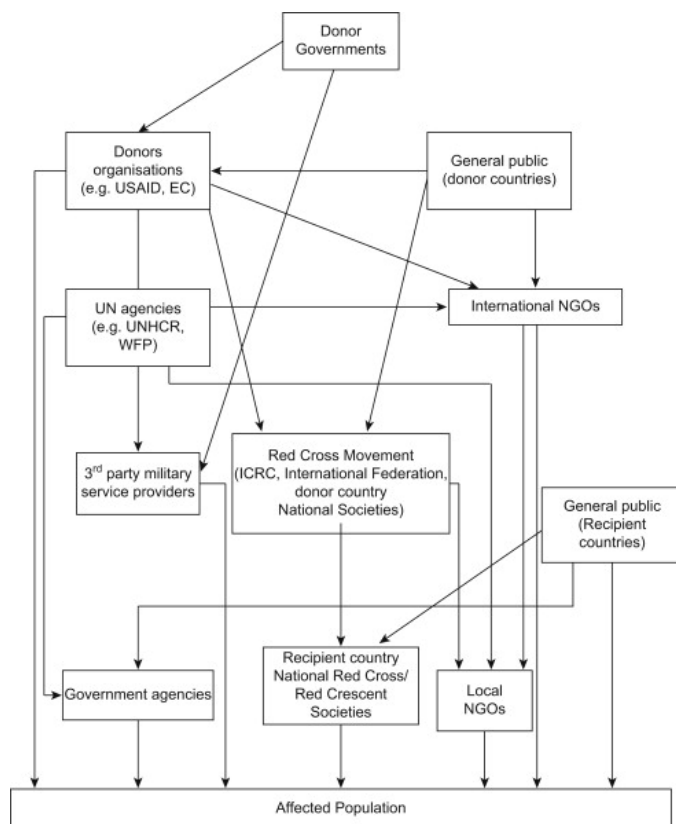 Donor
Governments
Donors
organisations
(e.g. USAID, EC)
General public
(donor countries)
UN agencies
(e.g. UNHCR,
WFP)
International NGOs
3rd party military
service providers
Red Cross Movement
(ICRC, International Federation,
donor country
National Societies)
General public
(Recipient
countries)
Government agencies
Recipient country
National Red Cross/
Red Crescent
Societies
Local
NGOs
Affected Population